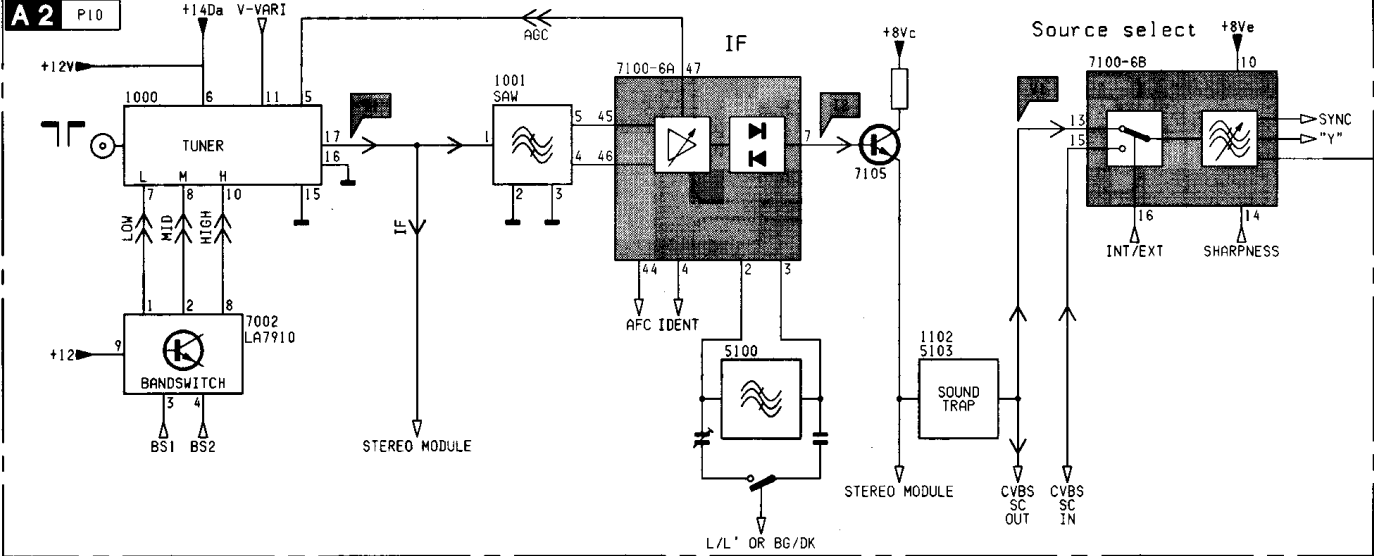 A2 P10
+14Da V-VARI
+12V
AGC
IF
+8Vc
Source select
+8Ve
1000
6
11
5
TUNER
17
16
L M H
7
8
10
15
LOW
MID
HIGH
1
2
8
7002
LA7910
+12
9
BANDSWITCH
3
4
BS1 BS2
IF
STEREO MODULE
1001
SAW
1
5
4
2
3
7100-6A
47
45
46
7
44
4
2
3
AFC IDENT
5100
L/L' OR BG/DK
7105
STEREO MODULE
1102
5103
SOUND
TRAP
CVBS
SC
OUT
CVBS
SC
IN
7100-6B
10
13
15
16
14
INT/EXT
SHARPNESS
SYNC
"Y"